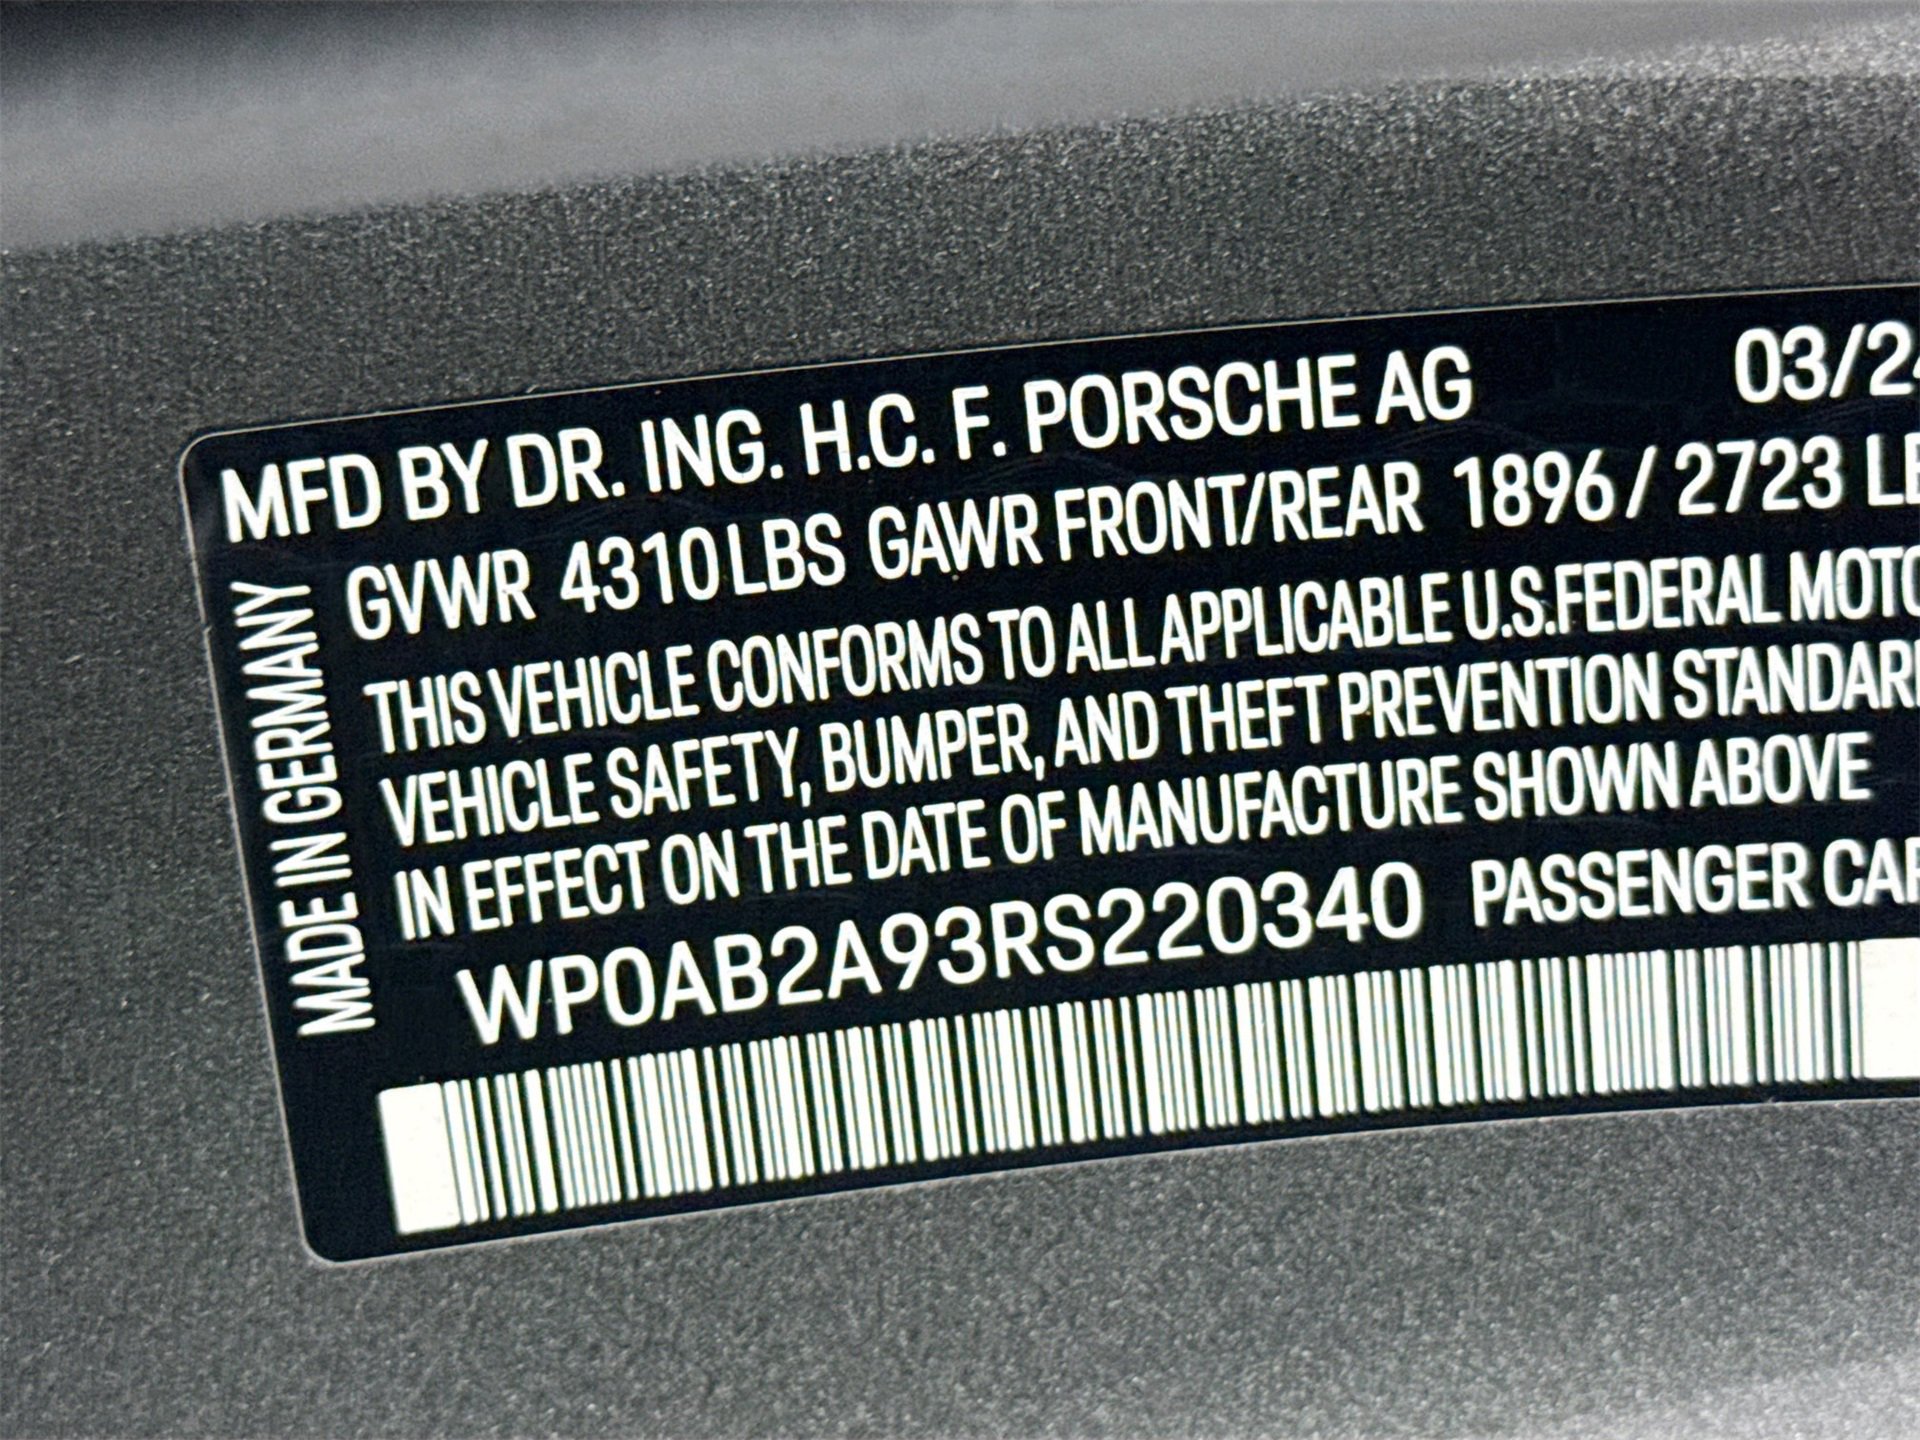 MFD BY DR. ING. H.C. F. PORSCHE AG 03/24
GVWR 4310LBS GAWR FRONT/REAR 1896 / 2723
THIS VEHICLE CONFORMS TO ALL APPLICABLE U.S.FEDERAL
VEHICLE SAFETY, BUMPER, AND THEFT PREVENTION
IN EFFECT ON THE DATE OF MANUFACTURE SHOWN ABOVE
WP0AB2A93RS220340 PASSENGER CAR
MADE IN GERMANY